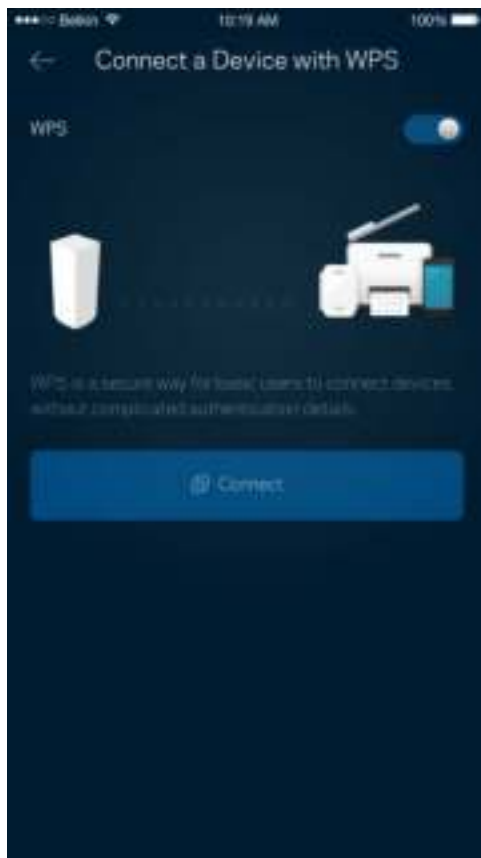 Belkin 10:19 AM 100%
Connect a Device with WPS
WPS
WPS is a secure way for basic users to connect devices
without complicated authentication details.
Connect